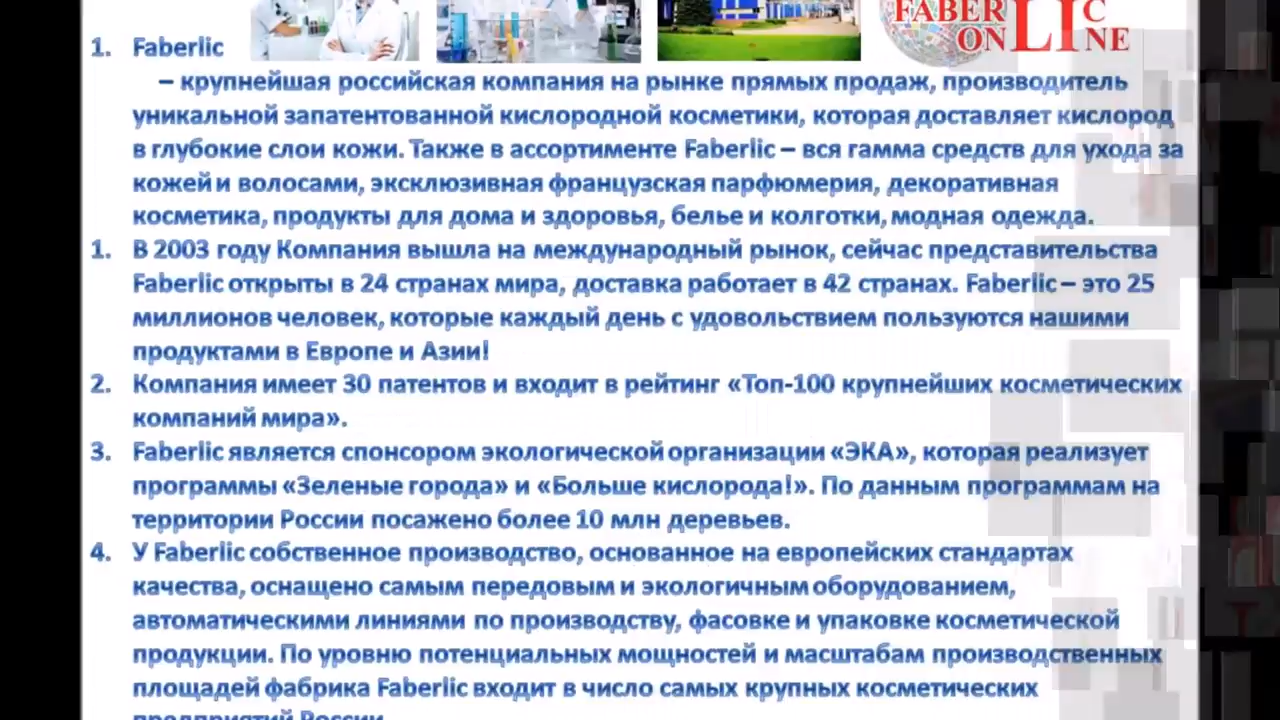 FABERLIC
ONLINE
1. Faberlic
– крупнейшая российская компания на рынке прямых продаж, производитель
уникальной запатентованной кислородной косметики, которая доставляет кислород
в глубокие слои кожи. Также в ассортименте Faberlic – вся гамма средств для ухода за
кожей и волосами, эксклюзивная французская парфюмерия, декоративная
косметика, продукты для дома и здоровья, белье и колготки, модная одежда.
1. В 2003 году Компания вышла на международный рынок, сейчас представительства
Faberlic открыты в 24 странах мира, доставка работает в 42 странах. Faberlic – это 25
миллионов человек, которые каждый день с удовольствием пользуются нашими
продуктами в Европе и Азии!
2. Компания имеет 30 патентов и входит в рейтинг «Топ-100 крупнейших косметических
компаний мира».
3. Faberlic является спонсором экологической организации «ЭКА», которая реализует
программы «Зеленые города» и «Больше кислорода!». По данным программам на
территории России посажено более 10 млн деревьев.
4. У Faberlic собственное производство, основанное на европейских стандартах
качества, оснащено самым передовым и экологичным оборудованием,
автоматическими линиями по производству, фасовке и упаковке косметической
продукции. По уровню потенциальных мощностей и масштабам производственных
площадей фабрика Faberlic входит в число самых крупных косметических
предприятий России